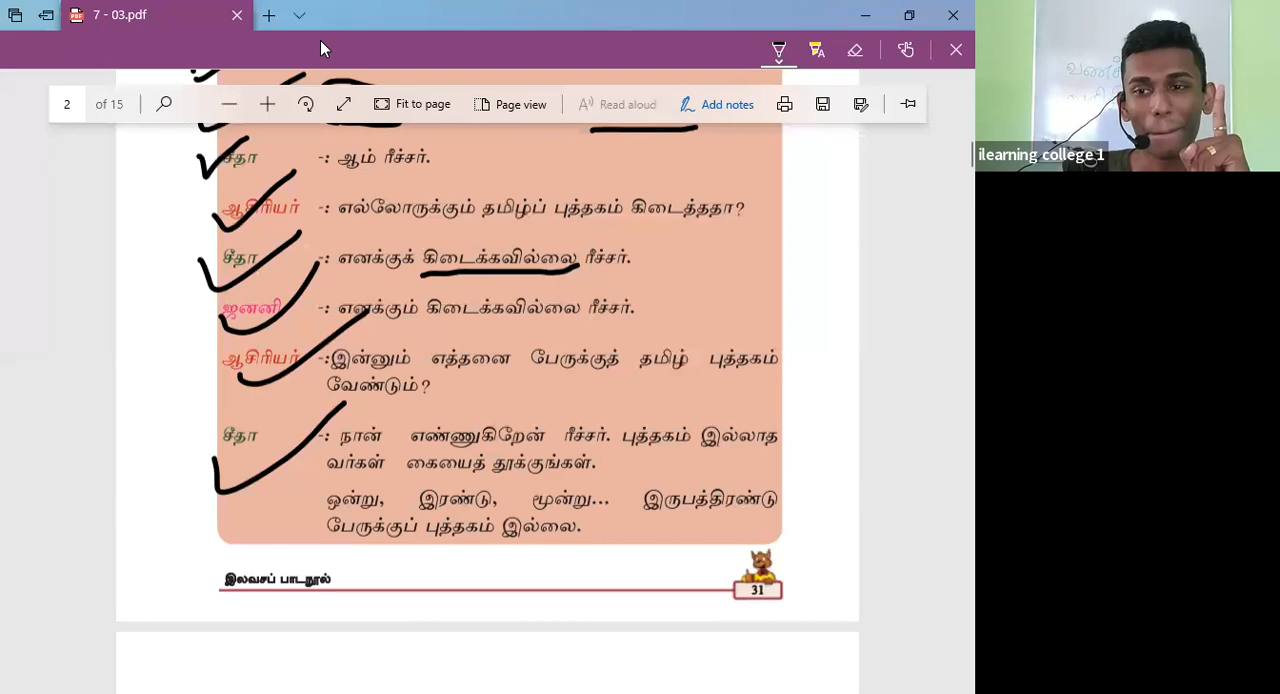 7 - 03.pdf
2 of 15 Fit to page Page view Read aloud Add notes
சீதா -: ஆம் ரீச்சர்.
ஆசிரியர் -: எல்லோருக்கும் தமிழ்ப் புத்தகம் கிடைத்ததா?
சீதா -: எனக்குக் கிடைக்கவில்லை ரீச்சர்.
ஜனனி -: எனக்கும் கிடைக்கவில்லை ரீச்சர்.
ஆசிரியர் -:இன்னும் எத்தனை பேருக்குத் தமிழ் புத்தகம்
வேண்டும்?
சீதா -: நான் எண்ணுகிறேன் ரீச்சர். புத்தகம் இல்லாத
வர்கள் கையைத் தூக்குங்கள்.
ஒன்று, இரண்டு, மூன்று... இருபத்திரண்டு
பேருக்குப் புத்தகம் இல்லை.
இலவசப் பாடநூல்
31
ilearning college 1